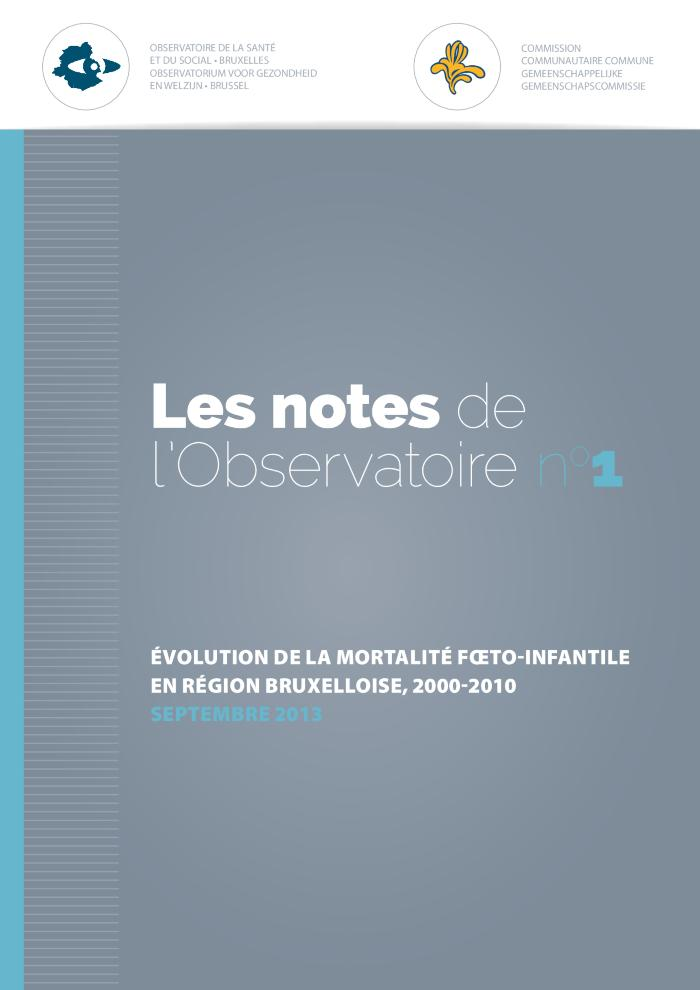 OBSERVATOIRE DE LA SANTÉ
ET DU SOCIAL • BRUXELLES
OBSERVATORIUM VOOR GEZONDHEID
EN WELZIJN • BRUSSEL
COMMISSION
COMMUNAUTAIRE COMMUNE
GEMEENSCHAPPELIJKE
GEMEENSCHAPSCOMMISSIE
Les notes de
l'Observatoire n°1
ÉVOLUTION DE LA MORTALITÉ FŒTO-INFANTILE
EN RÉGION BRUXELLOISE, 2000-2010
SEPTEMBRE 2013